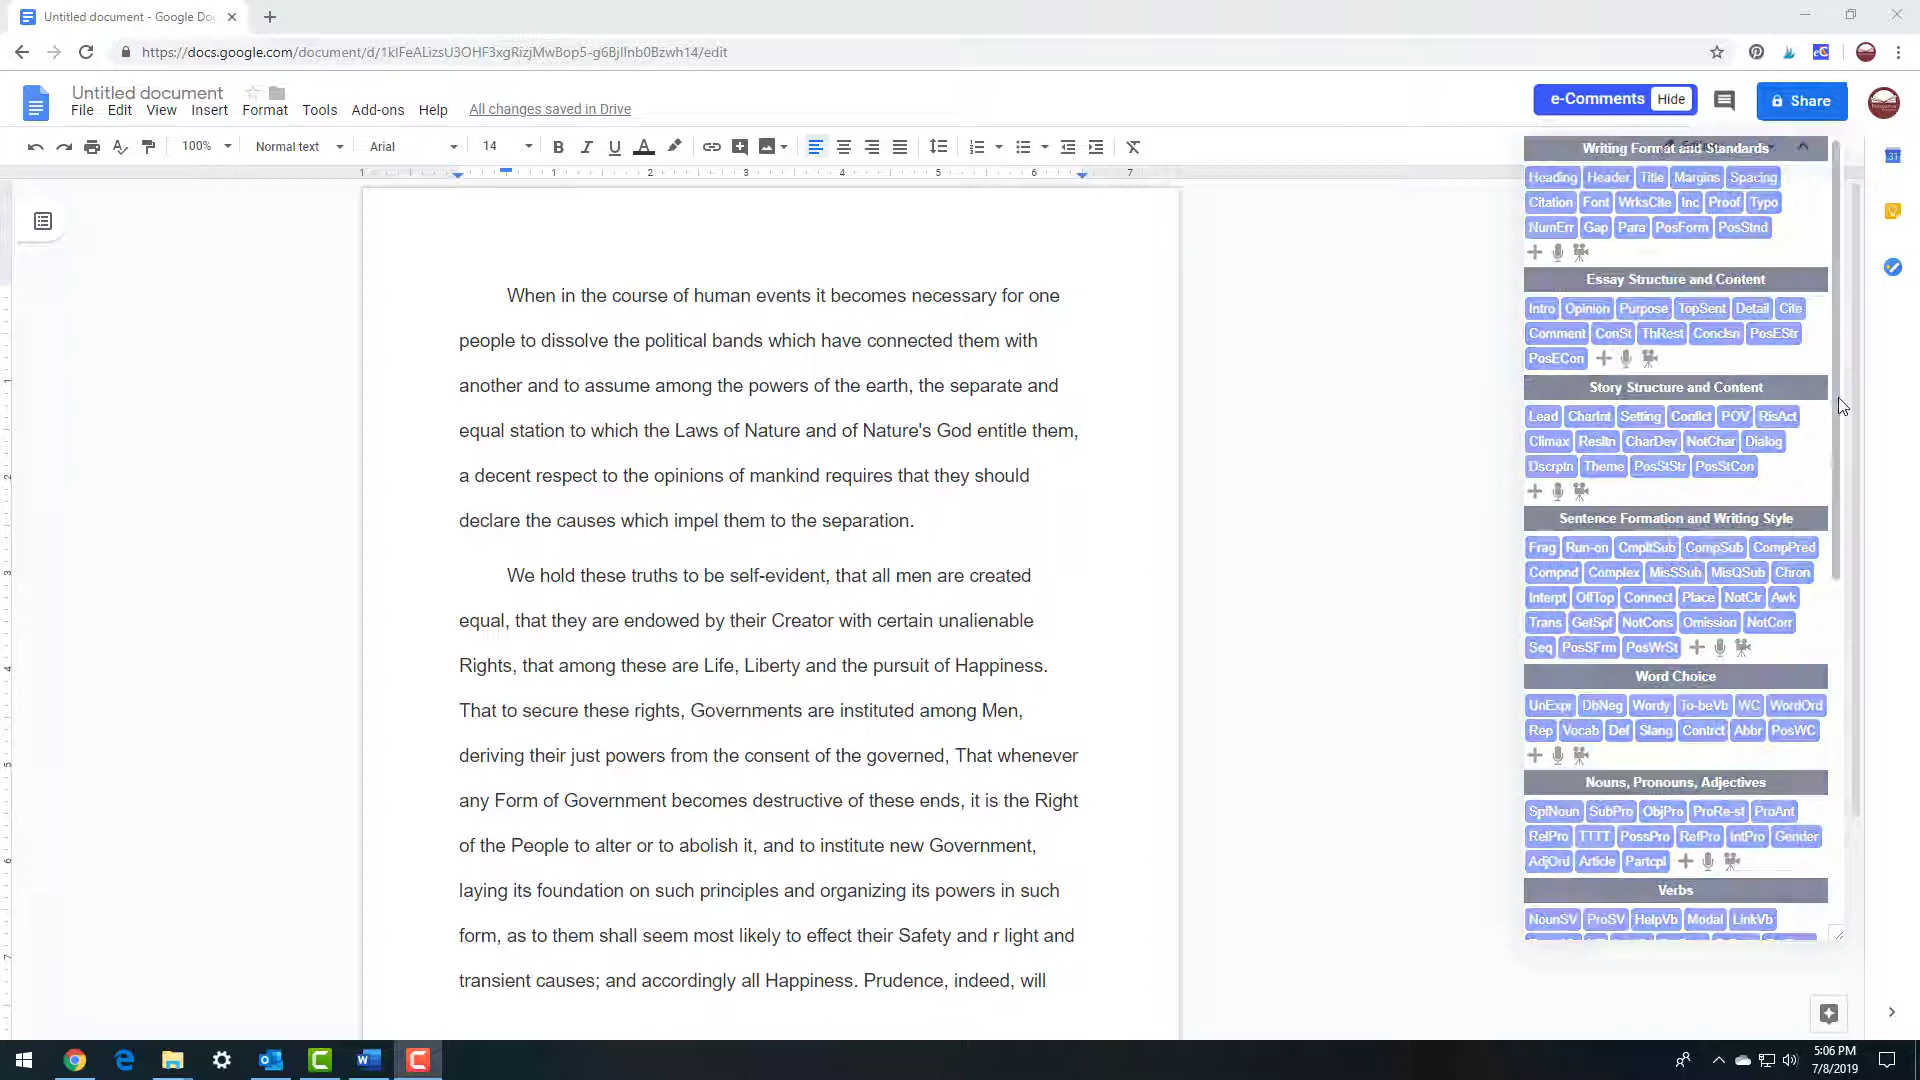 Untitled document - Google Do
https://docs.google.com/document/d/1kIFeALizsU3OHF3xgRizjMwBop5-g6BjlInb0Bzwh14/edit
Untitled document
File Edit View Insert Format Tools Add-ons Help All changes saved in Drive
e-Comments Hide
Share
100% Normal text Arial 14
1 1 2 3 4 5 6 7
When in the course of human events it becomes necessary for one
people to dissolve the political bands which have connected them with
another and to assume among the powers of the earth, the separate and
equal station to which the Laws of Nature and of Nature's God entitle them,
a decent respect to the opinions of mankind requires that they should
declare the causes which impel them to the separation.
We hold these truths to be self-evident, that all men are created
equal, that they are endowed by their Creator with certain unalienable
Rights, that among these are Life, Liberty and the pursuit of Happiness.
That to secure these rights, Governments are instituted among Men,
deriving their just powers from the consent of the governed, That whenever
any Form of Government becomes destructive of these ends, it is the Right
of the People to alter or to abolish it, and to institute new Government,
laying its foundation on such principles and organizing its powers in such
form, as to them shall seem most likely to effect their Safety and r light and
transient causes; and accordingly all Happiness. Prudence, indeed, will
Writing Format and Standards
Heading Header Title Margins Spacing
Citation Font WrksCite Inc Proof Typo
NumErr Gap Para PosForm PosStnd
Essay Structure and Content
Intro Opinion Purpose TopSent Detail Cite
Comment ConSt ThRest Conclsn PosEStr
PosECon
Story Structure and Content
Lead CharInt Setting Conflct POV RisAct
Climax Resltn CharDev NotChar Dialog
Dscrptn Theme PosStStr PosStCon
Sentence Formation and Writing Style
Frag Run-on CmpltSub CompSub CompPred
Compnd Complex MisSSub MisQSub Chron
Interpt OffTop Connect Place NotClr Awk
Trans GetSpf NotCons Omission NotCorr
Seq PosSFrm PosWrSt
Word Choice
UnExpr DbNeg Wordy To-beVb WC WordOrd
Rep Vocab Def Slang Contrct Abbr PosWC
Nouns, Pronouns, Adjectives
SpfNoun SubPro ObjPro ProRe-sf ProAnt
RelPro TTTT PossPro RefPro IntPro Gender
AdjOrd Article Partcpl
Verbs
NounSV ProSV HelpVb Modal LinkVb
5:06 PM
7/8/2019